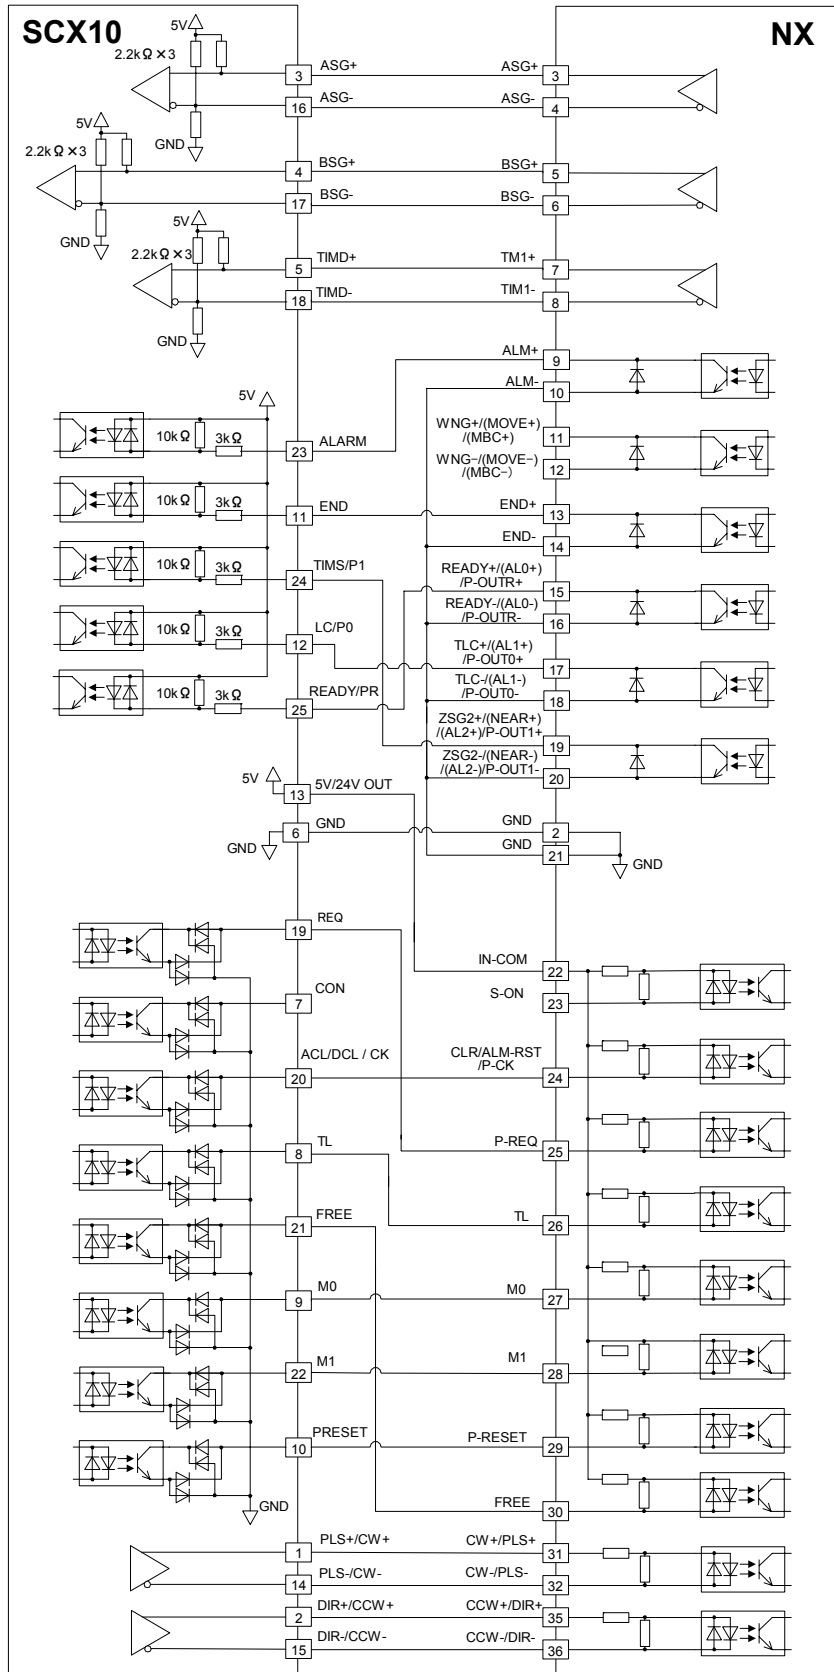 SCX10
NX
5V
2.2kΩ×3
3 ASG+ ASG+ 3
16 ASG- ASG- 4
GND
5V
2.2kΩ×3
4 BSG+ BSG+ 5
17 BSG- BSG- 6
GND
5V
2.2kΩ×3
5 TIMD+ TM1+ 7
18 TIMD- TIM1- 8
GND
ALM+ 9
ALM- 10
5V
WNG+/(MOVE+)
/(MBC+) 11
10kΩ 3kΩ 23 ALARM
WNG−/(MOVE−)
/(MBC−) 12
10kΩ 3kΩ 11 END END+ 13
END- 14
10kΩ 3kΩ 24 TIMS/P1
READY+/(AL0+)
/P-OUTR+ 15
READY-/(AL0-)
/P-OUTR- 16
10kΩ 3kΩ 12 LC/P0
TLC+/(AL1+)
/P-OUT0+ 17
10kΩ 3kΩ 25 READY/PR
TLC-/(AL1-)
/P-OUT0- 18
ZSG2+/(NEAR+)
/(AL2+)/P-OUT1+ 19
ZSG2-/(NEAR-)
/(AL2-)/P-OUT1- 20
5V 13 5V/24V OUT
GND 6 GND GND 2
GND 21 GND
19 REQ
IN-COM 22
7 CON S-ON 23
20 ACL/DCL / CK
CLR/ALM-RST
/P-CK 24
8 TL P-REQ 25
21 FREE TL 26
9 M0 M0 27
22 M1 M1 28
10 PRESET P-RESET 29
GND
FREE 30
1 PLS+/CW+ CW+/PLS+ 31
14 PLS-/CW- CW-/PLS- 32
2 DIR+/CCW+ CCW+/DIR+ 35
15 DIR-/CCW- CCW-/DIR- 36